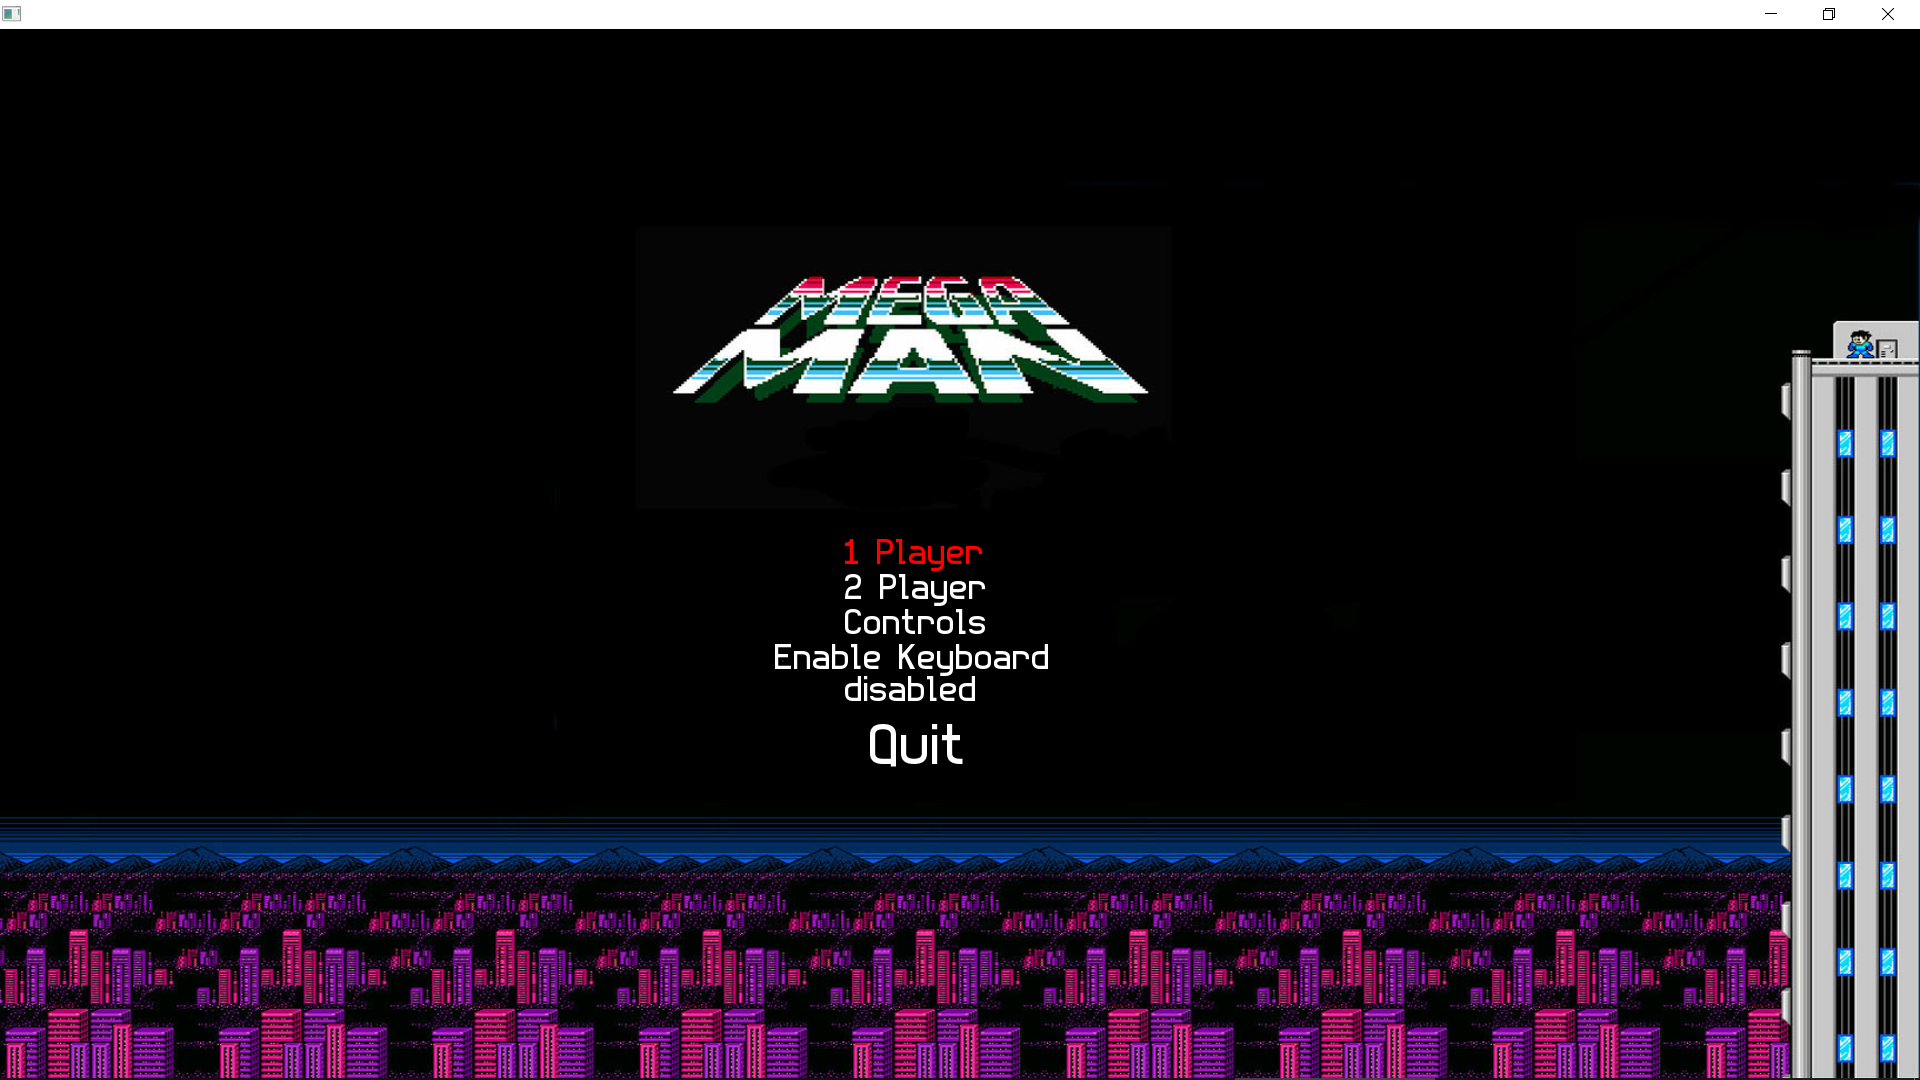 MEGA
MAN
1 Player
2 Player
Controls
Enable Keyboard
disabled
Quit